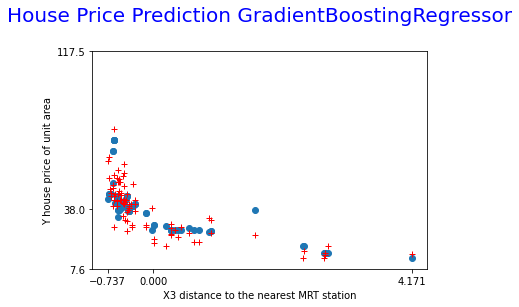 House Price Prediction GradientBoostingRegressor
117.5
Y house price of unit area
38.0
7.6
−0.737
0.000
4.171
X3 distance to the nearest MRT station